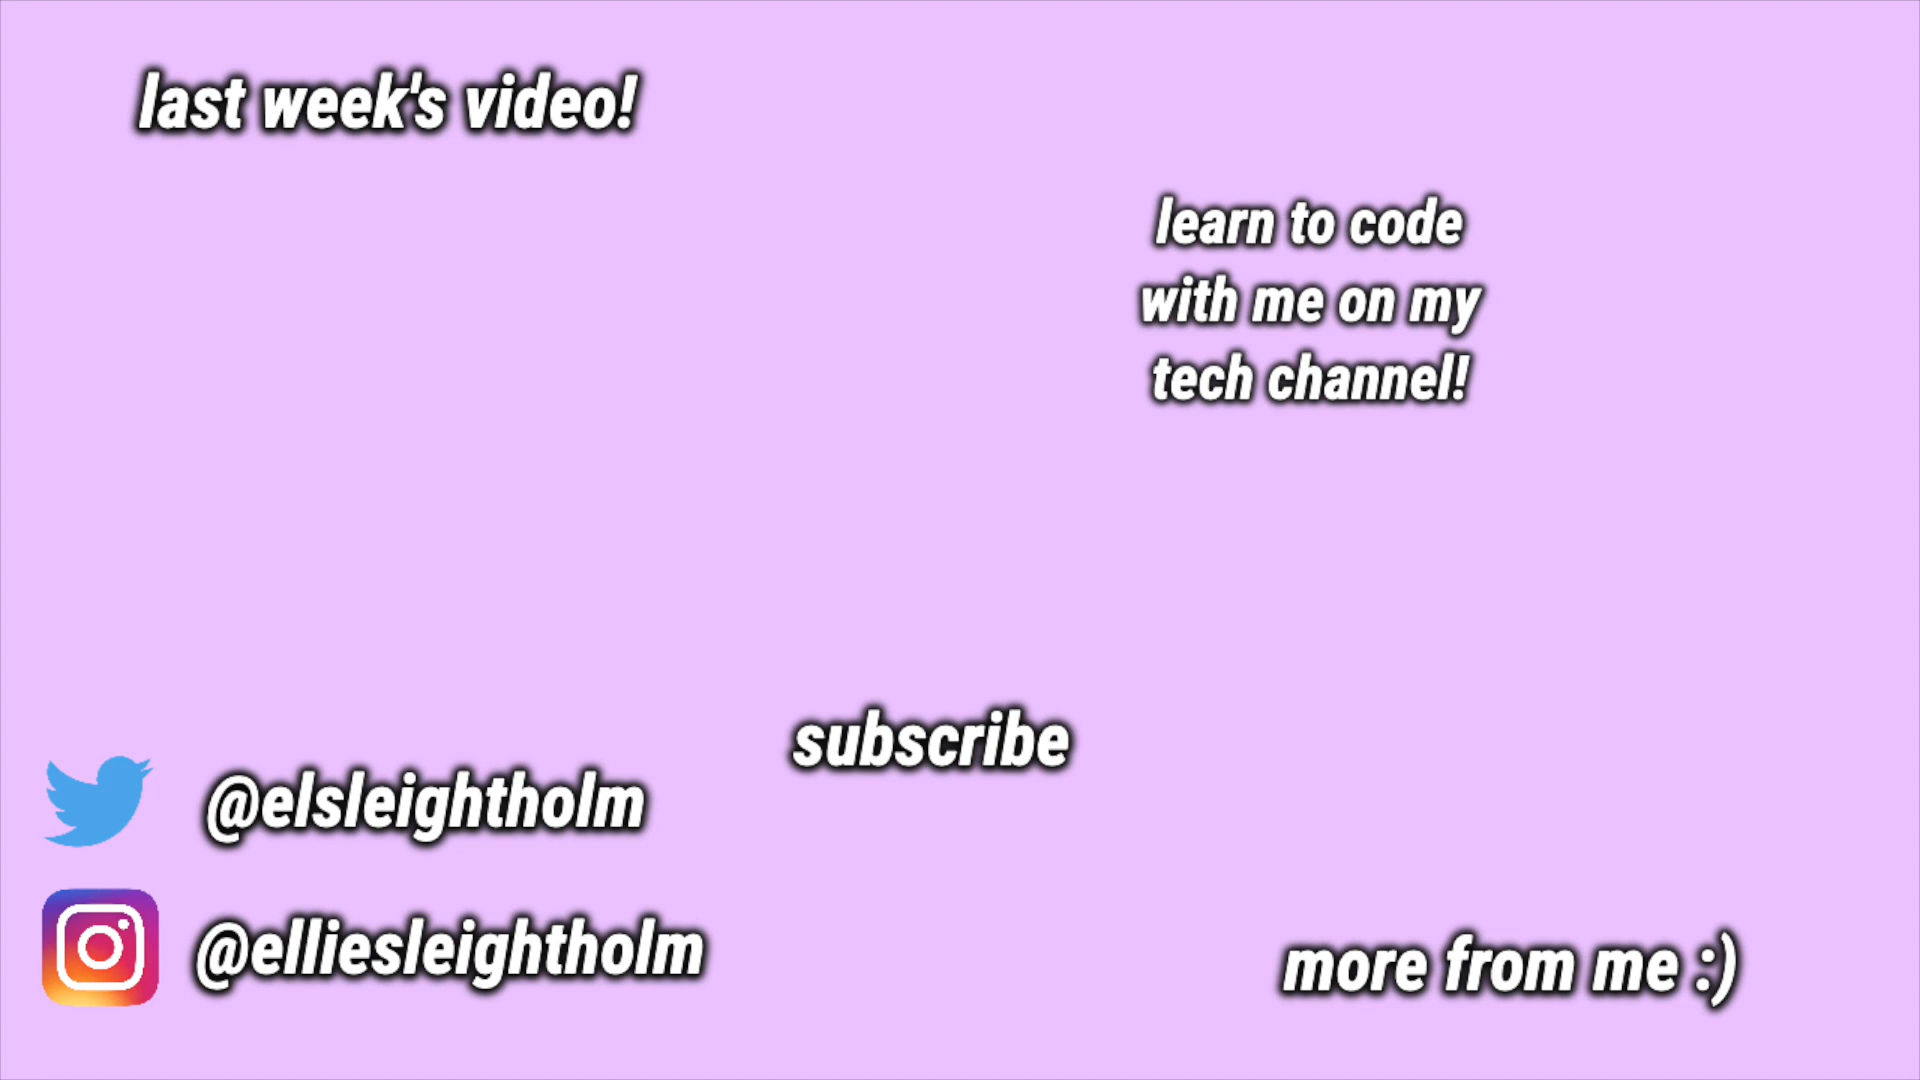 last week's video!
learn to code
with me on my
tech channel!
subscribe
@elsleightholm
@elliesleightholm
more from me :)